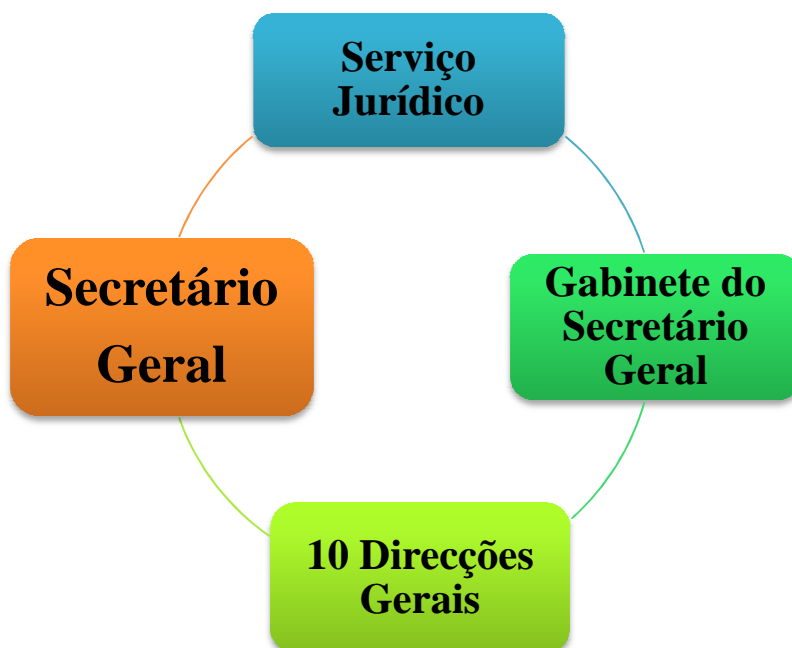 Serviço
Jurídico
Secretário
Geral
Gabinete do
Secretário
Geral
10 Direcções
Gerais